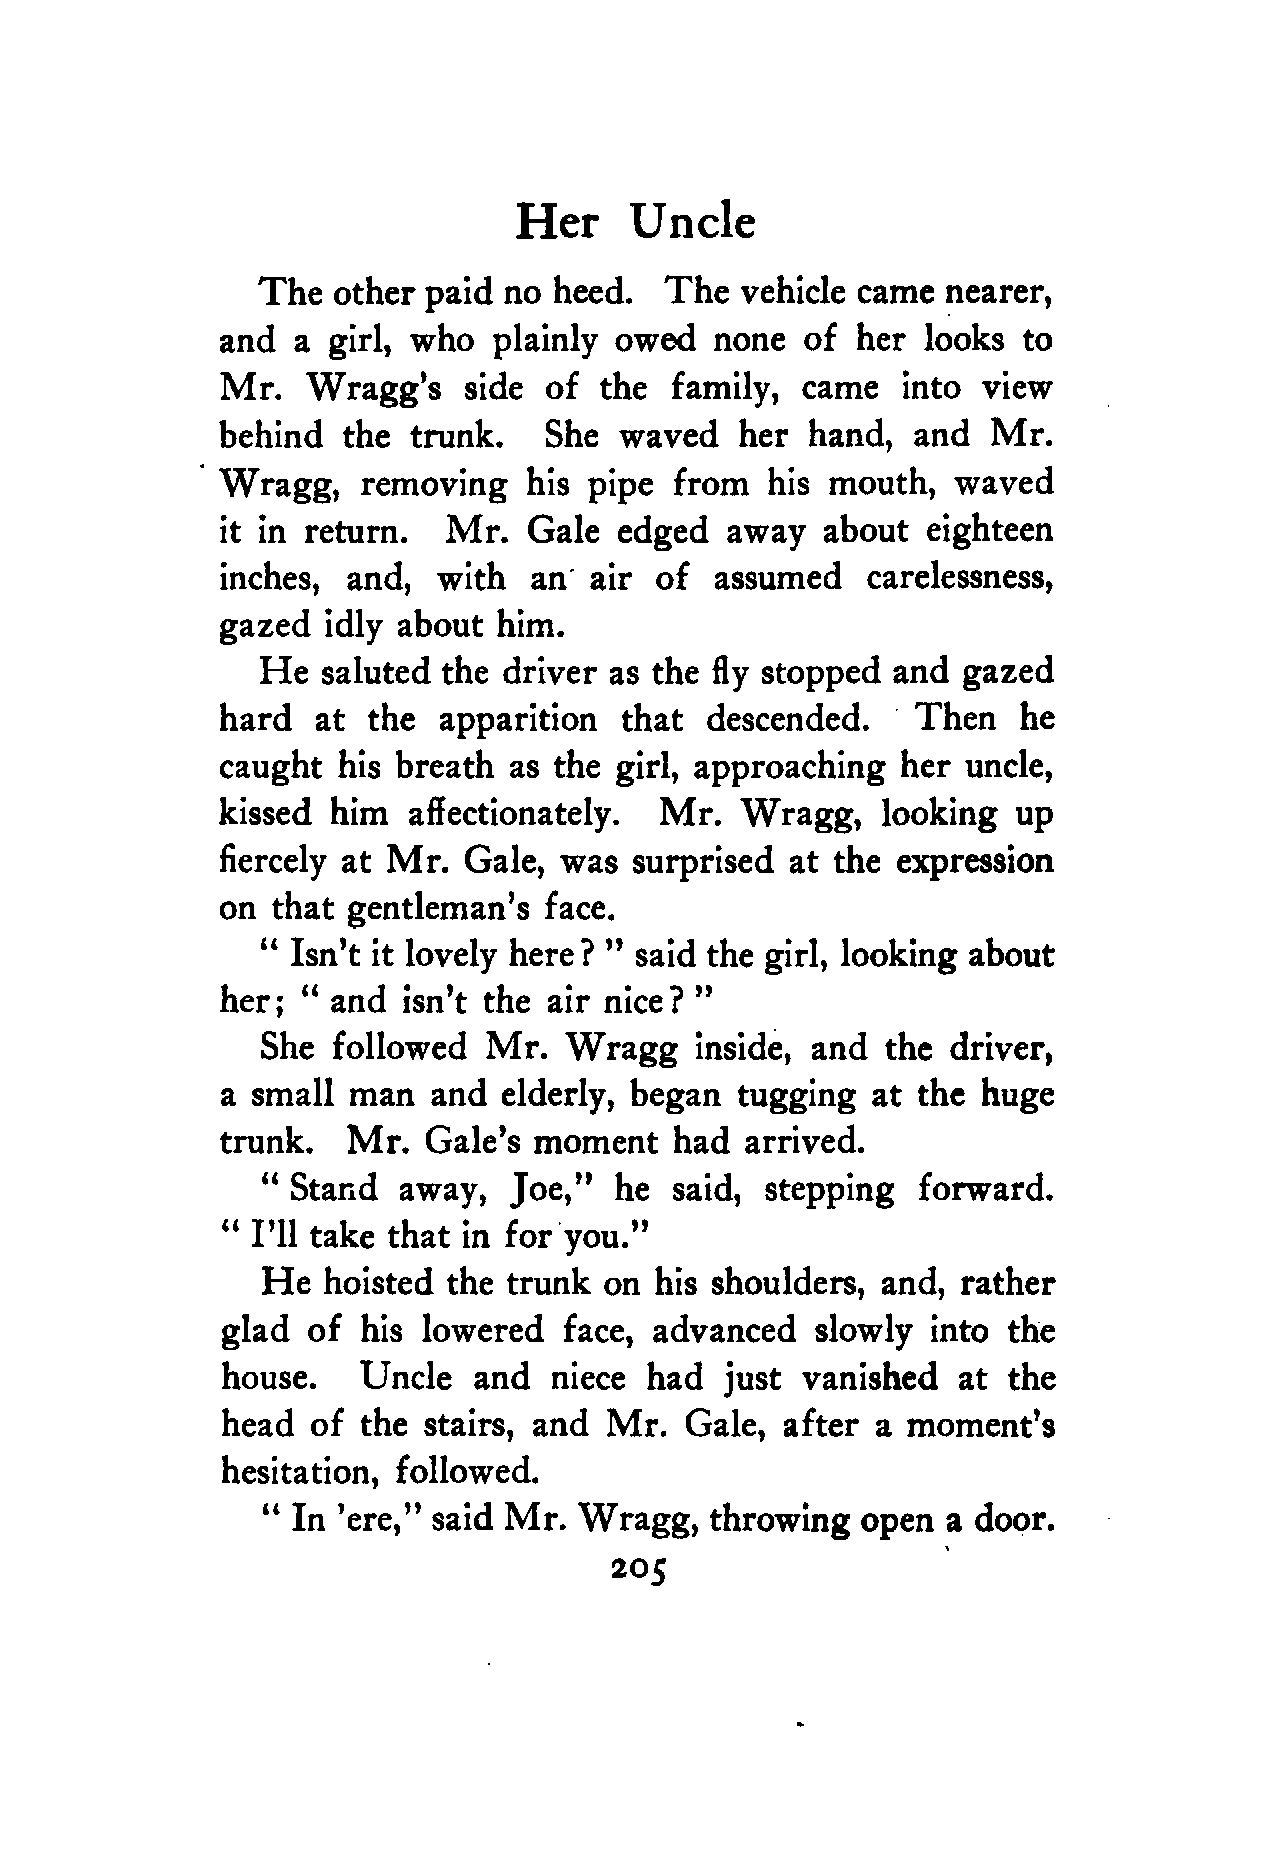 Her Uncle
The other paid no heed. The vehicle came nearer,
and a girl, who plainly owed none of her looks to
Mr. Wragg's side of the family, came into view
behind the trunk. She waved her hand, and Mr.
Wragg, removing his pipe from his mouth, waved
it in return. Mr. Gale edged away about eighteen
inches, and, with an air of assumed carelessness,
gazed idly about him.
He saluted the driver as the fly stopped and gazed
hard at the apparition that descended. Then he
caught his breath as the girl, approaching her uncle,
kissed him affectionately. Mr. Wragg, looking up
fiercely at Mr. Gale, was surprised at the expression
on that gentleman's face.
“ Isn't it lovely here? ” said the girl, looking about
her; “ and isn't the air nice? ”
She followed Mr. Wragg inside, and the driver,
a small man and elderly, began tugging at the huge
trunk. Mr. Gale's moment had arrived.
“ Stand away, Joe,” he said, stepping forward.
“ I'll take that in for you.”
He hoisted the trunk on his shoulders, and, rather
glad of his lowered face, advanced slowly into the
house. Uncle and niece had just vanished at the
head of the stairs, and Mr. Gale, after a moment's
hesitation, followed.
“ In 'ere,” said Mr. Wragg, throwing open a door.
205